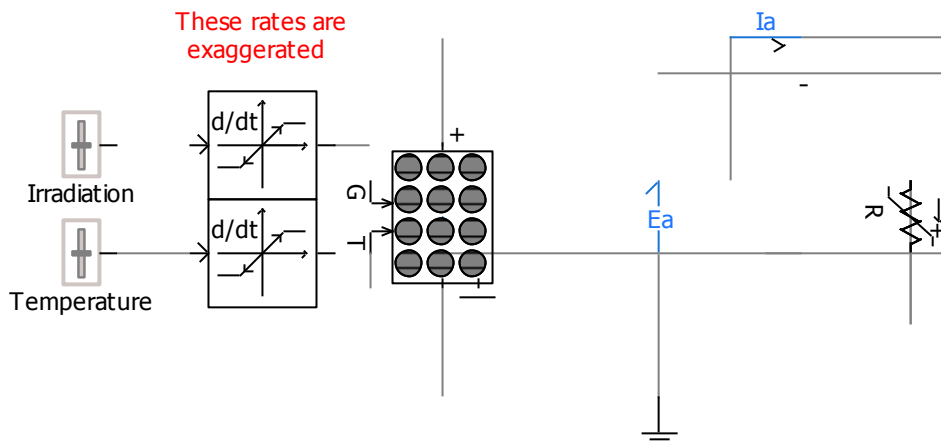 These rates are
exaggerated
Ia
-
d/dt
+
Irradiation
G
Ea
R
+
d/dt
T
Temperature